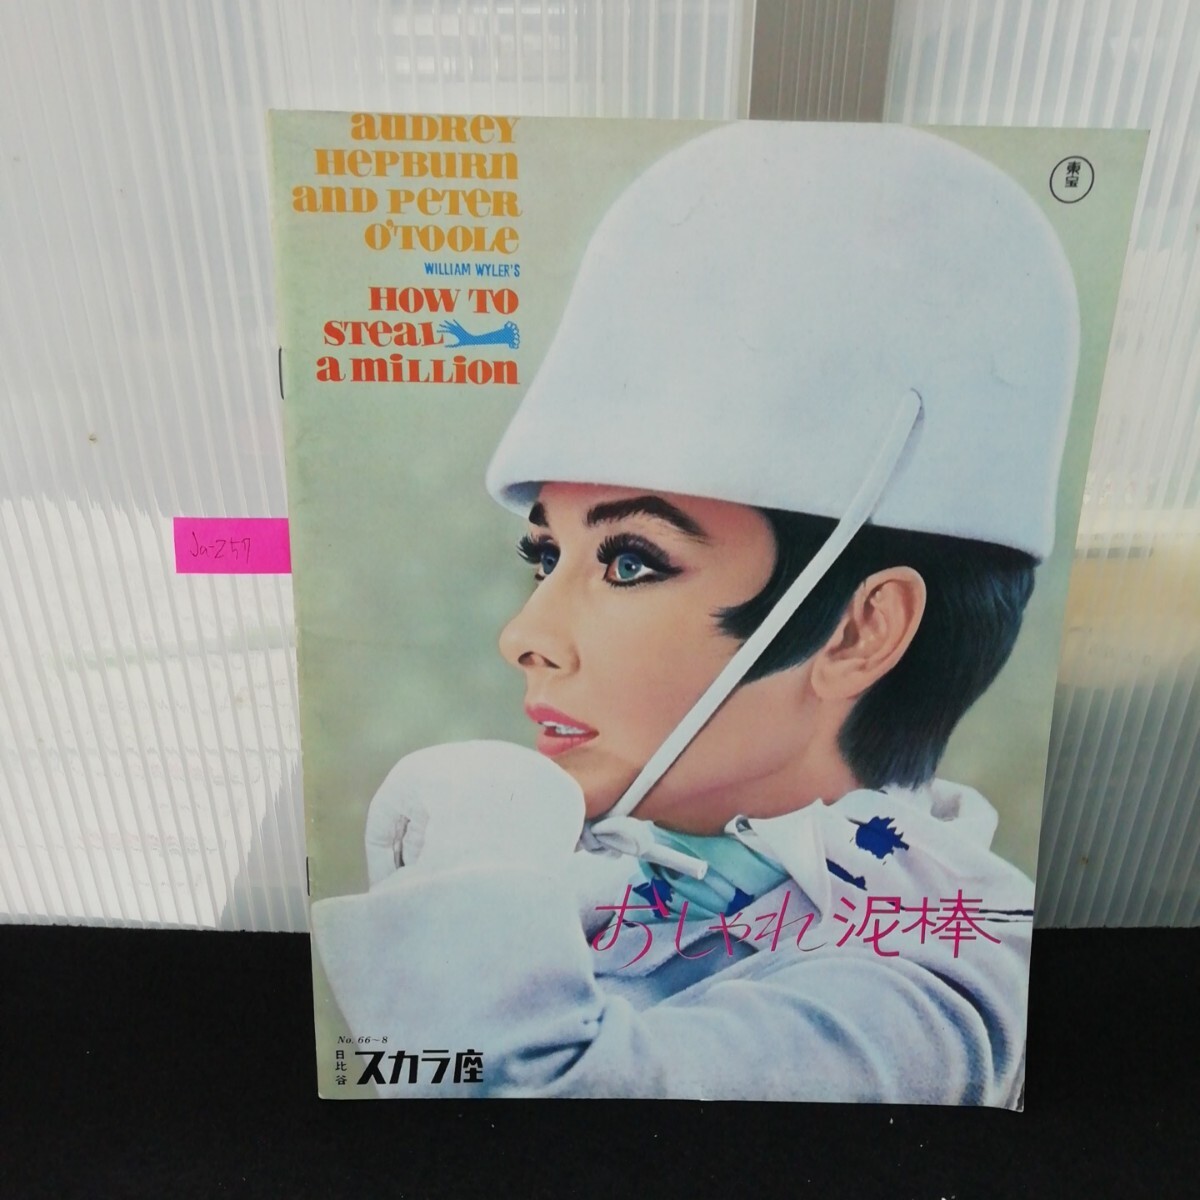 AUDREY
HEPBURN
AND PETER
O'TOOLE
WILLIAM WYLER'S
HOW TO
STEAL
A MILLION
東宝
Ja-257
おしゃれ泥棒
No. 66~8
日比谷 スカラ座